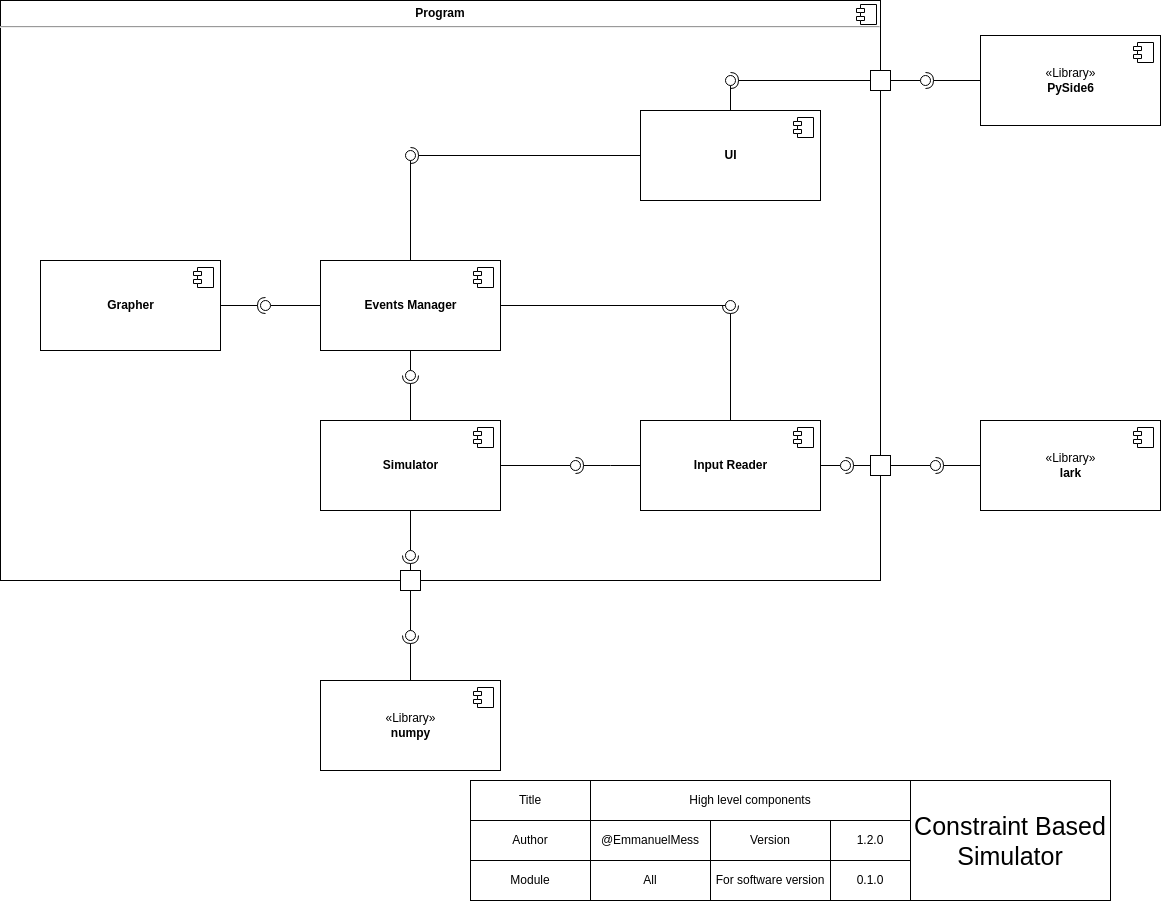 Program
«Library»
PySide6
UI
Grapher
Events Manager
Simulator
Input Reader
«Library»
lark
«Library»
numpy
Title
High level components
Author
@EmmanuelMess
Version
1.2.0
Module
All
For software version
0.1.0
Constraint Based
Simulator